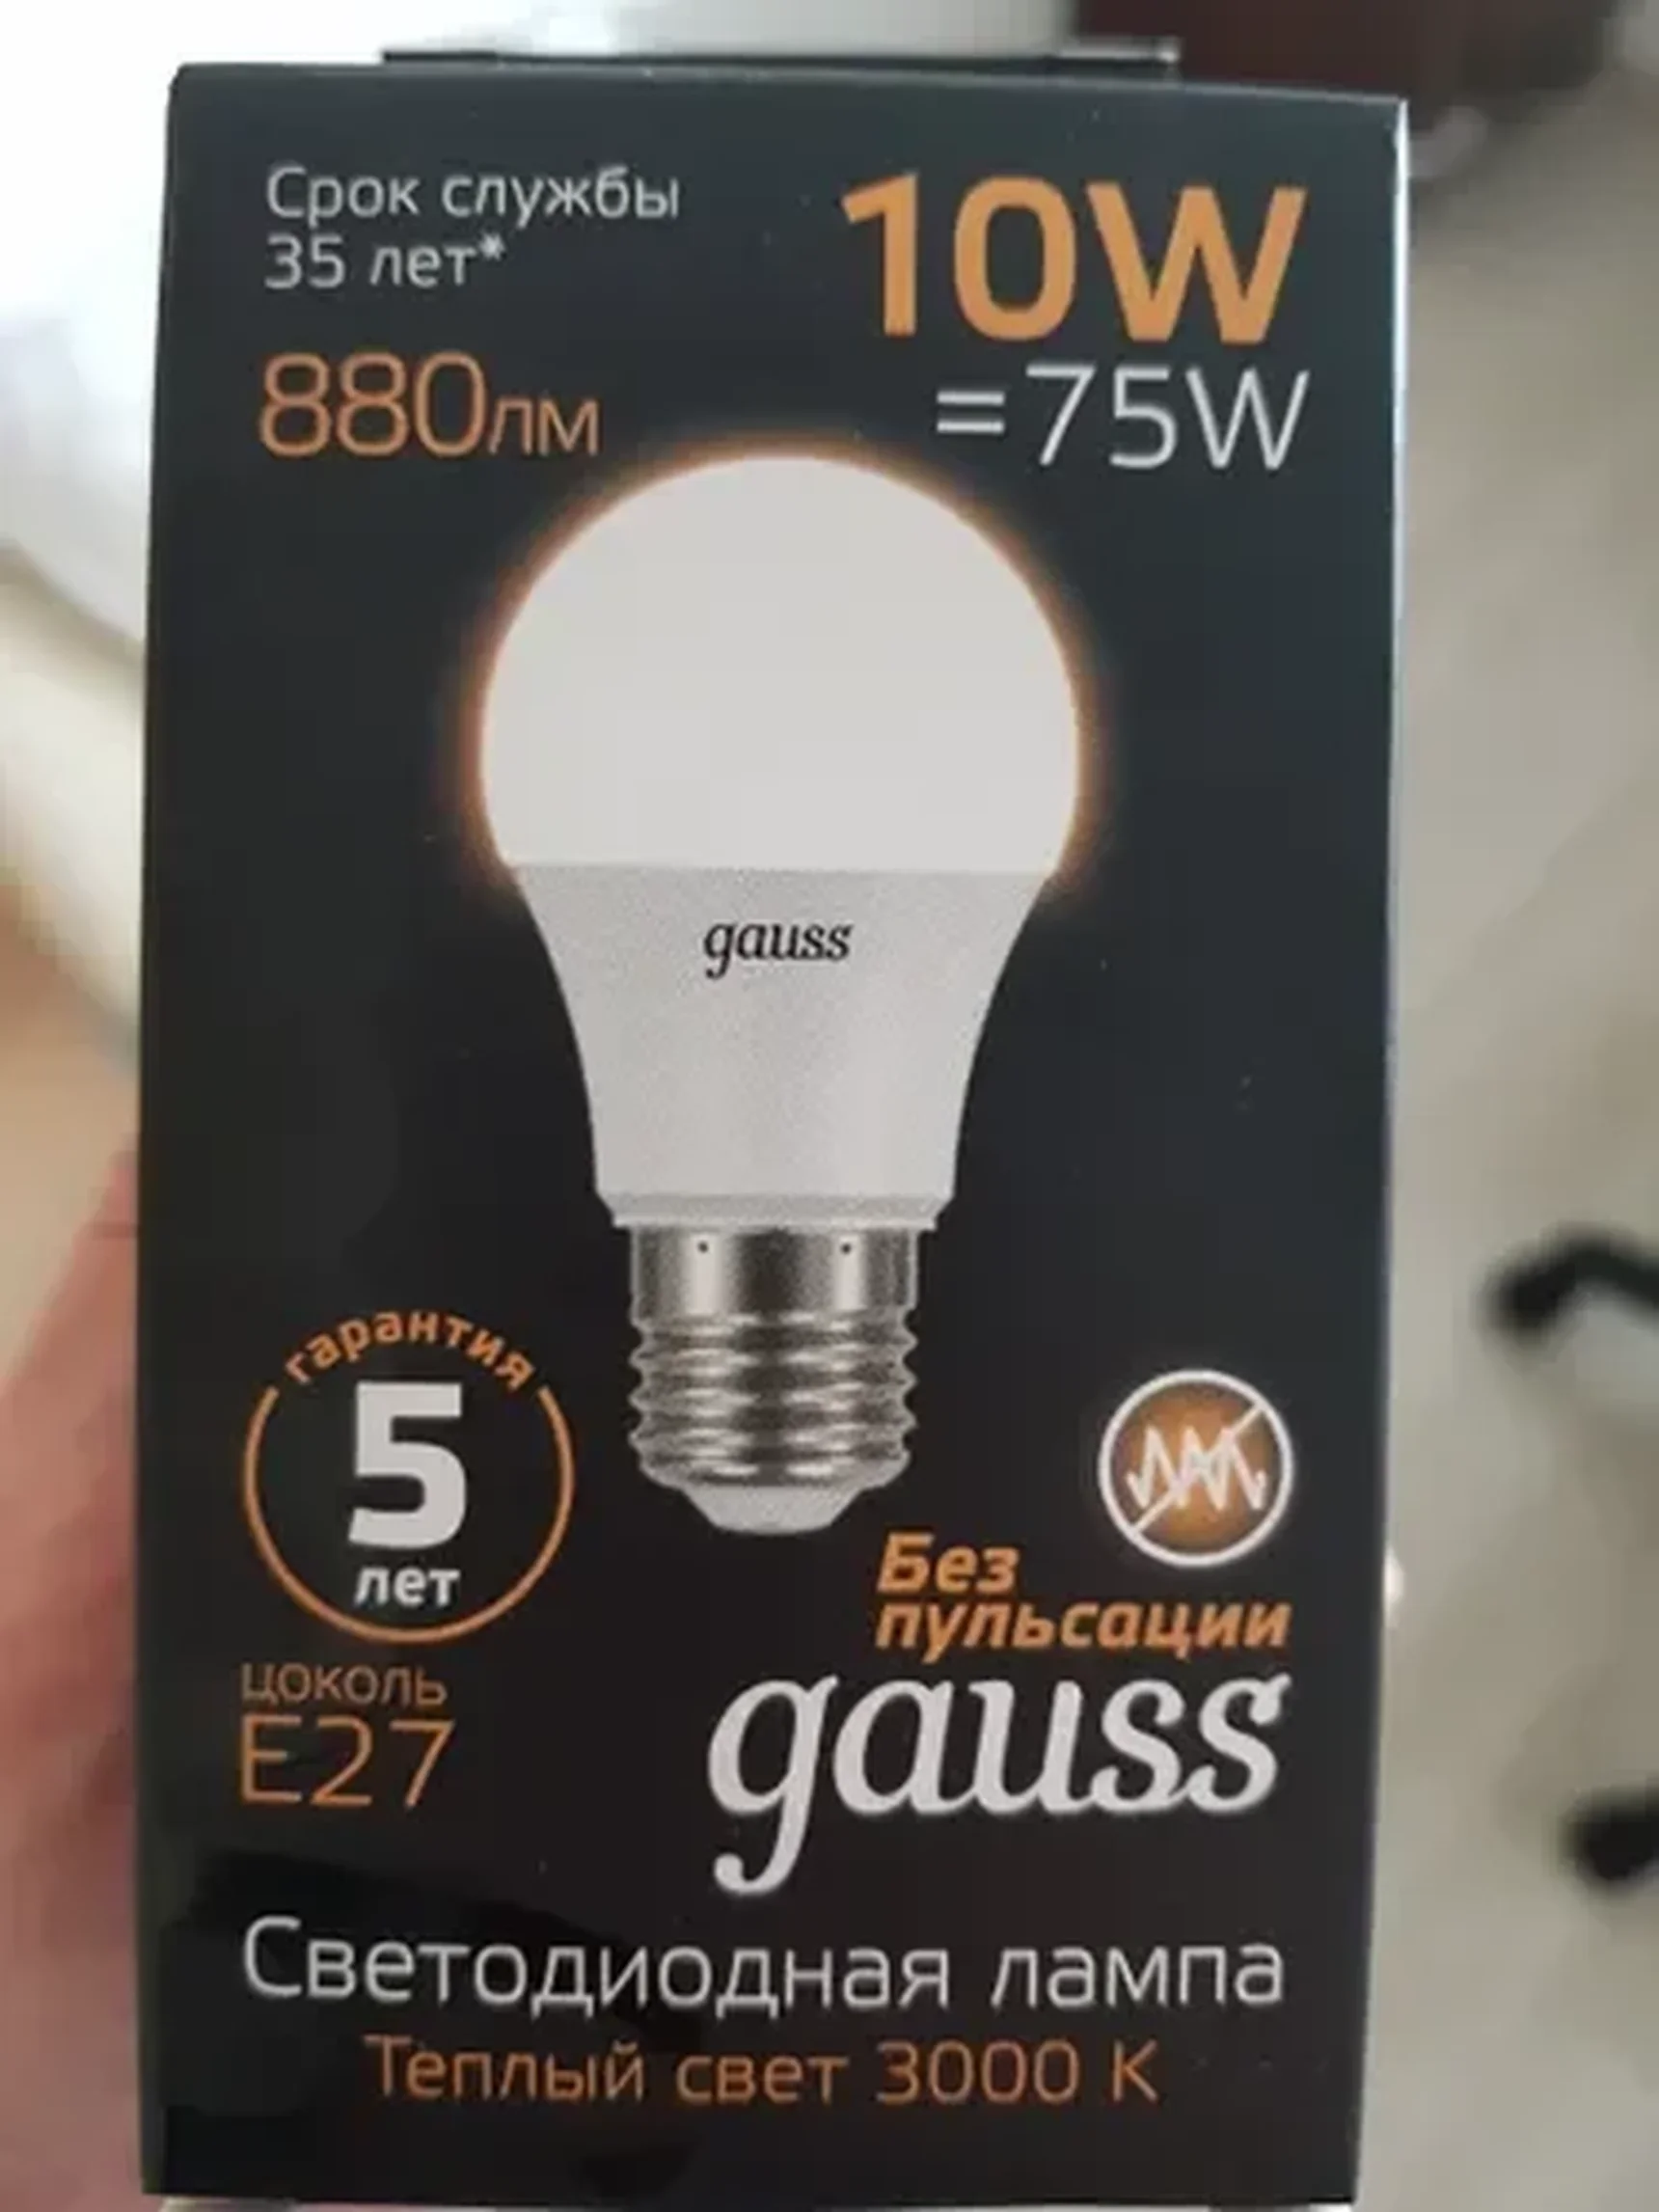 Срок службы
35 лет*
10W
880лм
=75W
gauss
гарантия
5
лет
Без
пульсации
цоколь
E27
gauss
Светодиодная лампа
Теплый свет 3000 К